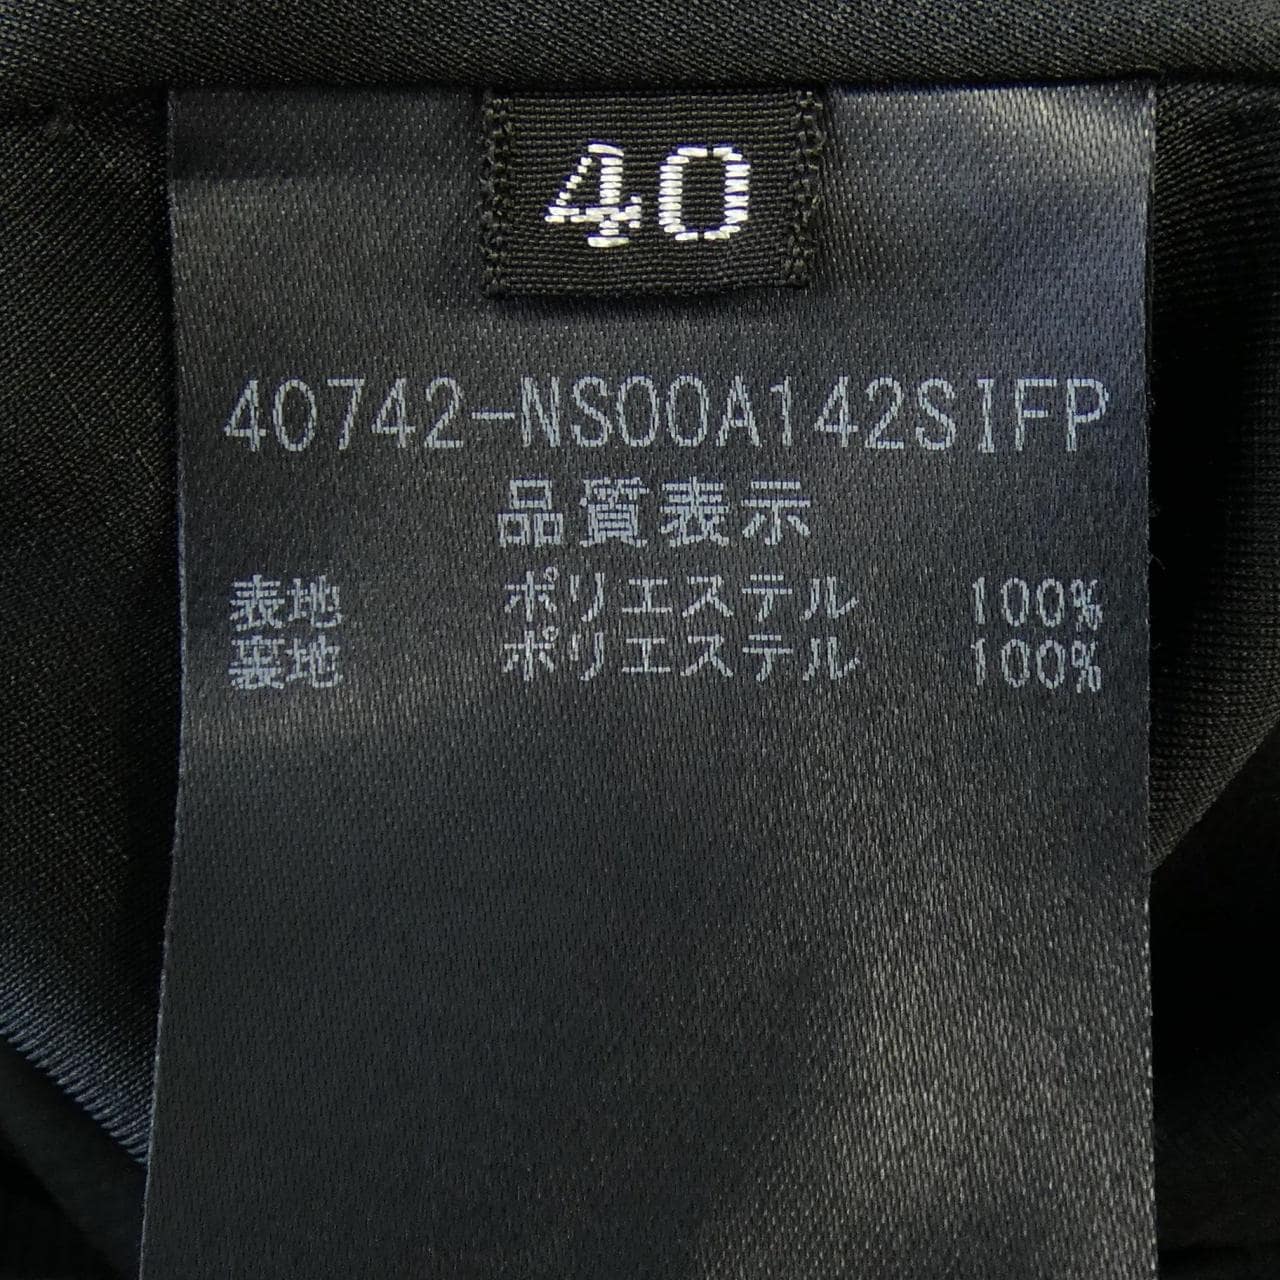 40
40742-NS00A142SIFP
品質表示
表地 ポリエステル 100%
裏地 ポリエステル 100%